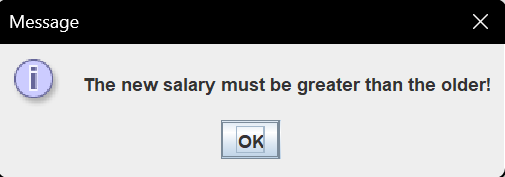 Message
The new salary must be greater than the older!
OK